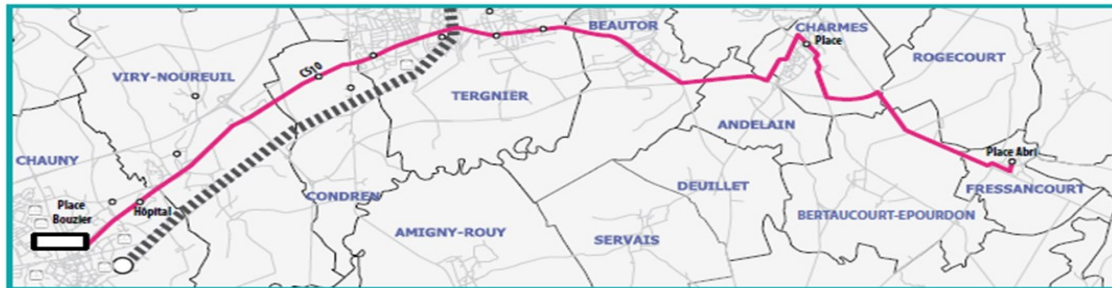 BEAUTOR
CHARMES
Place
ROGECOURT
CS10
VIRY-NOUREUIL
TERGNIER
ANDELAIN
CHAUNY
Place Abri
CONDREN
DEUILLET
FRESSANCOURT
Place
Bouzier
Hôpital
BERTAUCOURT-EPOURDON
AMIGNY-ROUY
SERVAIS